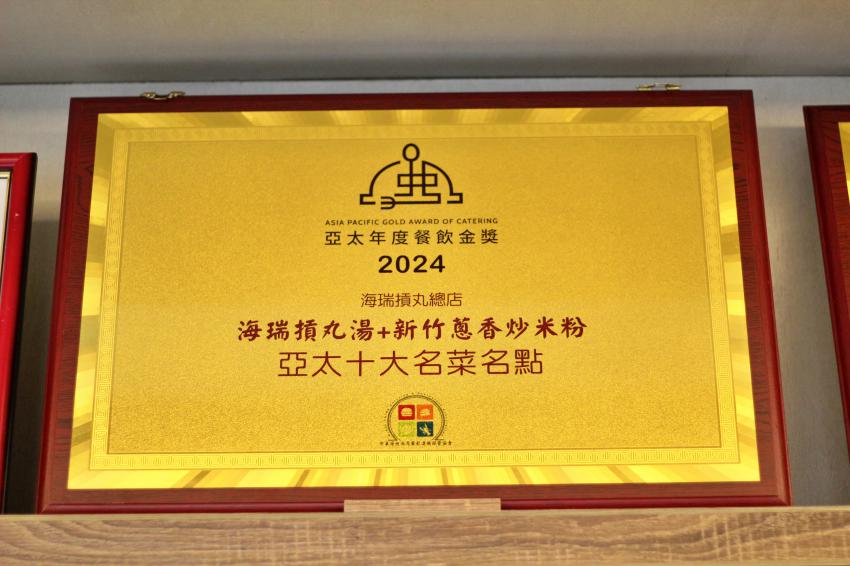 ASIA PACIFIC GOLD AWARD OF CATERING
亞太年度餐飲金獎
2024
海瑞摃丸總店
海瑞摃丸湯+新竹蔥香炒米粉
亞太十大名菜名點